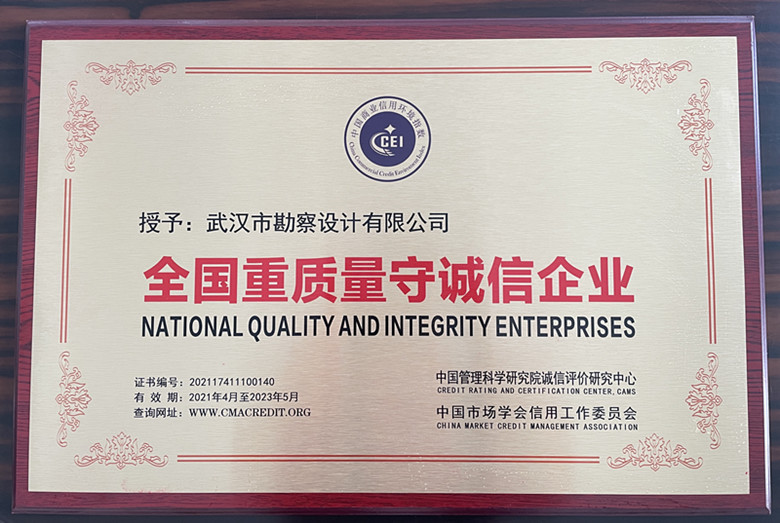 中国商业信用环境指数
CEI
China Commercial Credit Environment Index
授予：武汉市勘察设计有限公司
全国重质量守诚信企业
NATIONAL QUALITY AND INTEGRITY ENTERPRISES
证书编号：202117411100140
有 效 期：2021年4月至2023年5月
查询网址：WWW.CMACREDIT.ORG
中国管理科学研究院诚信评价研究中心
CREDIT RATING AND CERTIFICATION CENTER, CAMS
中国市场学会信用工作委员会
CHINA MARKET CREDIT MANAGEMENT ASSOCIATION